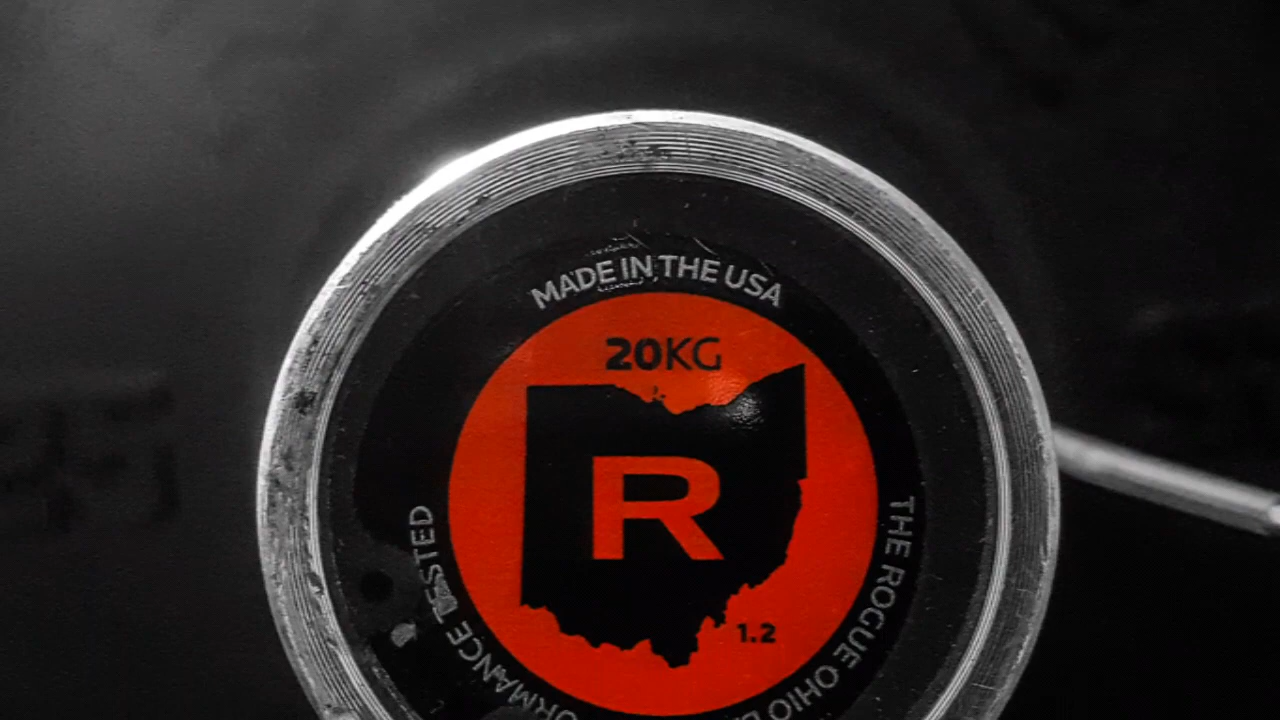 MADE IN THE USA
20KG
R
1.2
THE ROGUE OHIO
TESTED